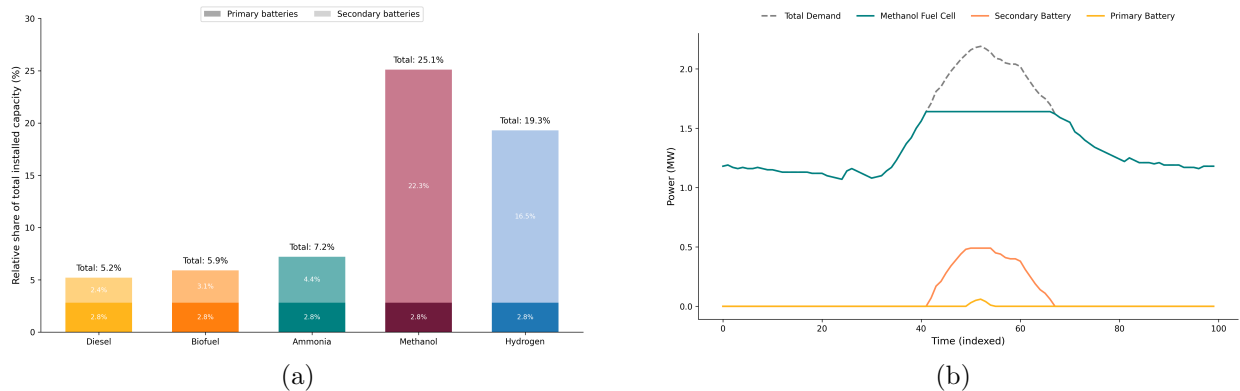 Primary batteries Secondary batteries
Relative share of total installed capacity (%)
30
25
20
15
10
5
0
Total: 5.2%
2.4%
2.8%
Diesel
Total: 5.9%
3.1%
2.8%
Biofuel
Total: 7.2%
4.4%
2.8%
Ammonia
Total: 25.1%
22.3%
2.8%
Methanol
Total: 19.3%
16.5%
2.8%
Hydrogen
(a)
Total Demand Methanol Fuel Cell Secondary Battery Primary Battery
Power (MW)
2.0
1.5
1.0
0.5
0.0
0 20 40 60 80 100
Time (indexed)
(b)